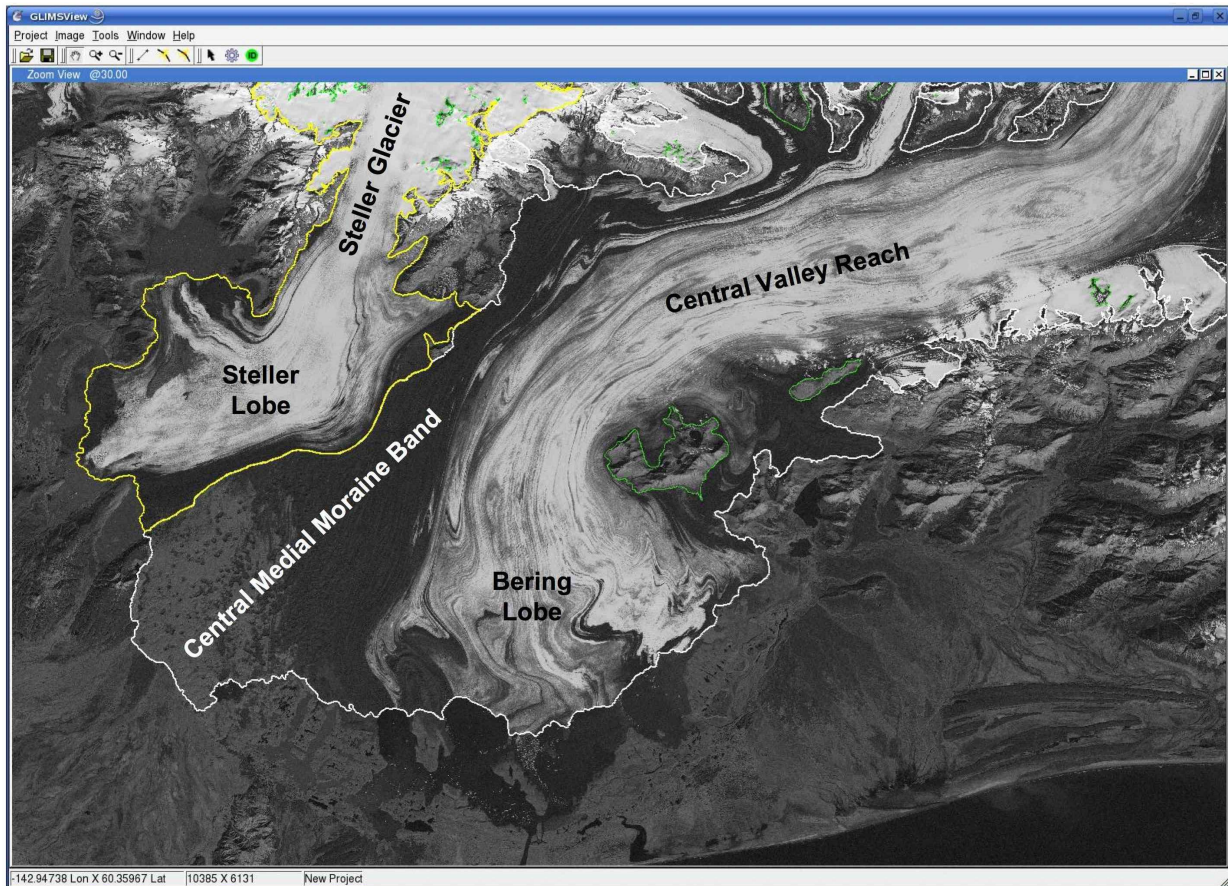 GLIMSView
Project Image Tools Window Help
ID
Zoom View @30.00
Steller Glacier
Central Valley Reach
Steller
Lobe
Central Medial Moraine Band
Bering
Lobe
-142.94738 Lon X 60.35967 Lat 10385 X 6131 New Project